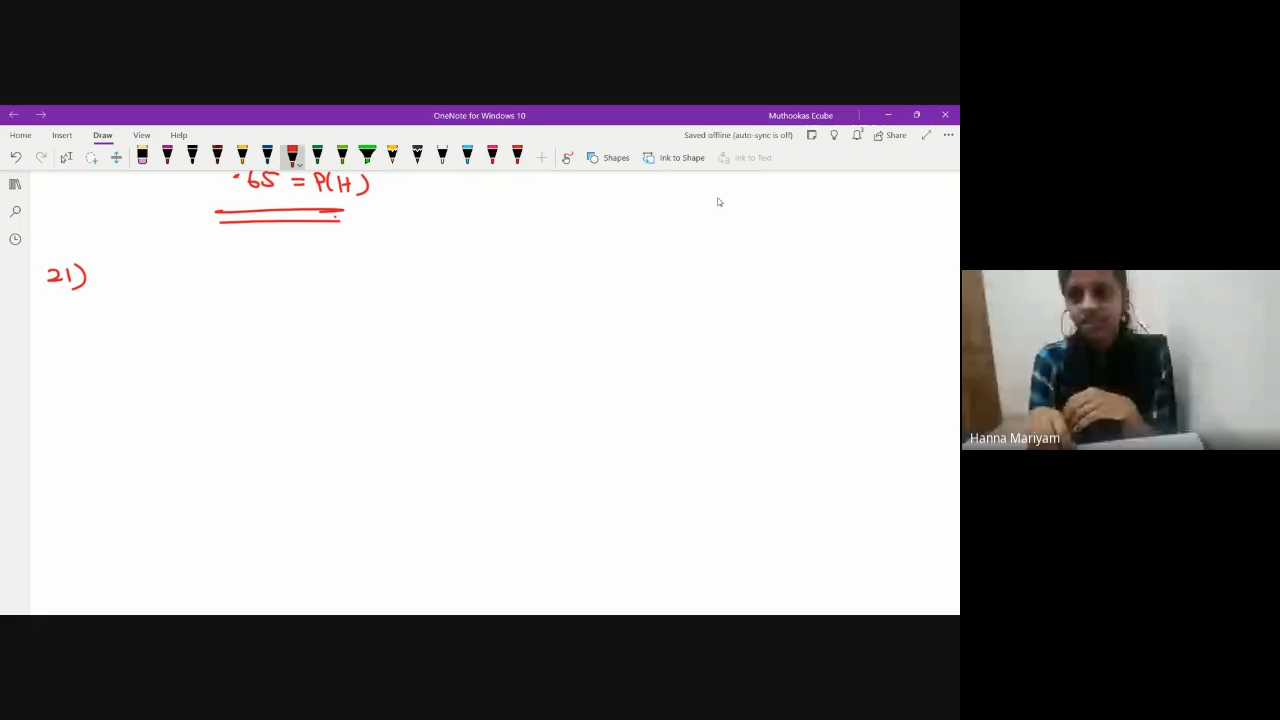 OneNote for Windows 10
Muthookas Ecube
Home Insert Draw View Help
Saved offline (auto-sync is off)
3
Share
Shapes
Ink to Shape
Ink to Text
.65 = P(H)
21)
Hanna Mariyam